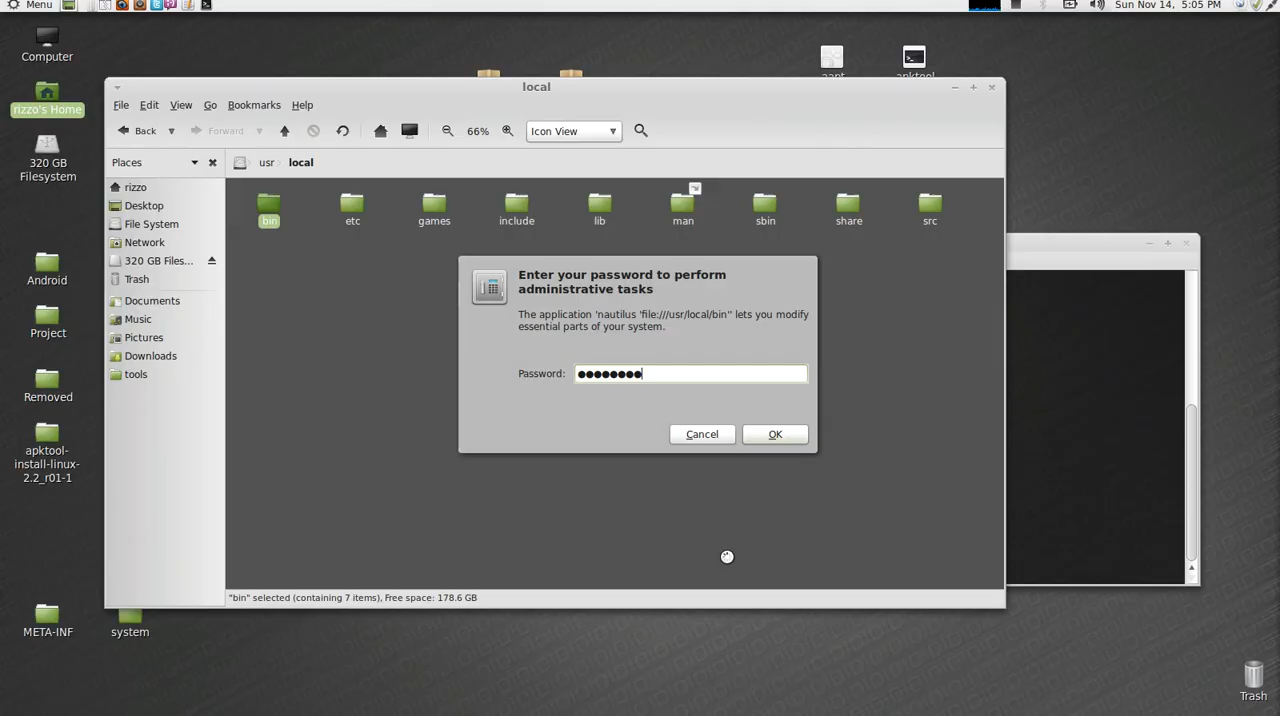 Menu
Sun Nov 14, 5:05 PM
Computer
rizzo's Home
320 GB
Filesystem
Android
Project
Removed
apktool-
install-linux-
2.2_r01-1
META-INF
system
aapt
apktool
Trash
local
File Edit View Go Bookmarks Help
Back Forward 66% Icon View
Places
usr local
rizzo
Desktop
File System
Network
320 GB Files...
Trash
Documents
Music
Pictures
Downloads
tools
bin etc games include lib man sbin share src
Enter your password to perform
administrative tasks
The application 'nautilus 'file:///usr/local/bin'' lets you modify
essential parts of your system.
Password: ●●●●●●●●
Cancel OK
"bin" selected (containing 7 items), Free space: 178.6 GB